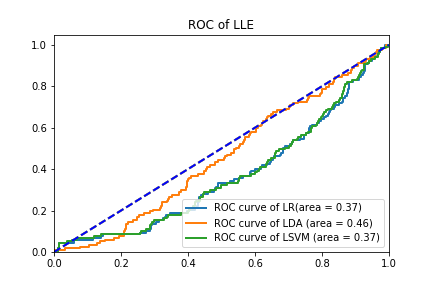 ROC of LLE
1.0
0.8
0.6
0.4
0.2
0.0
ROC curve of LR(area = 0.37)
ROC curve of LDA (area = 0.46)
ROC curve of LSVM (area = 0.37)
0.0 0.2 0.4 0.6 0.8 1.0